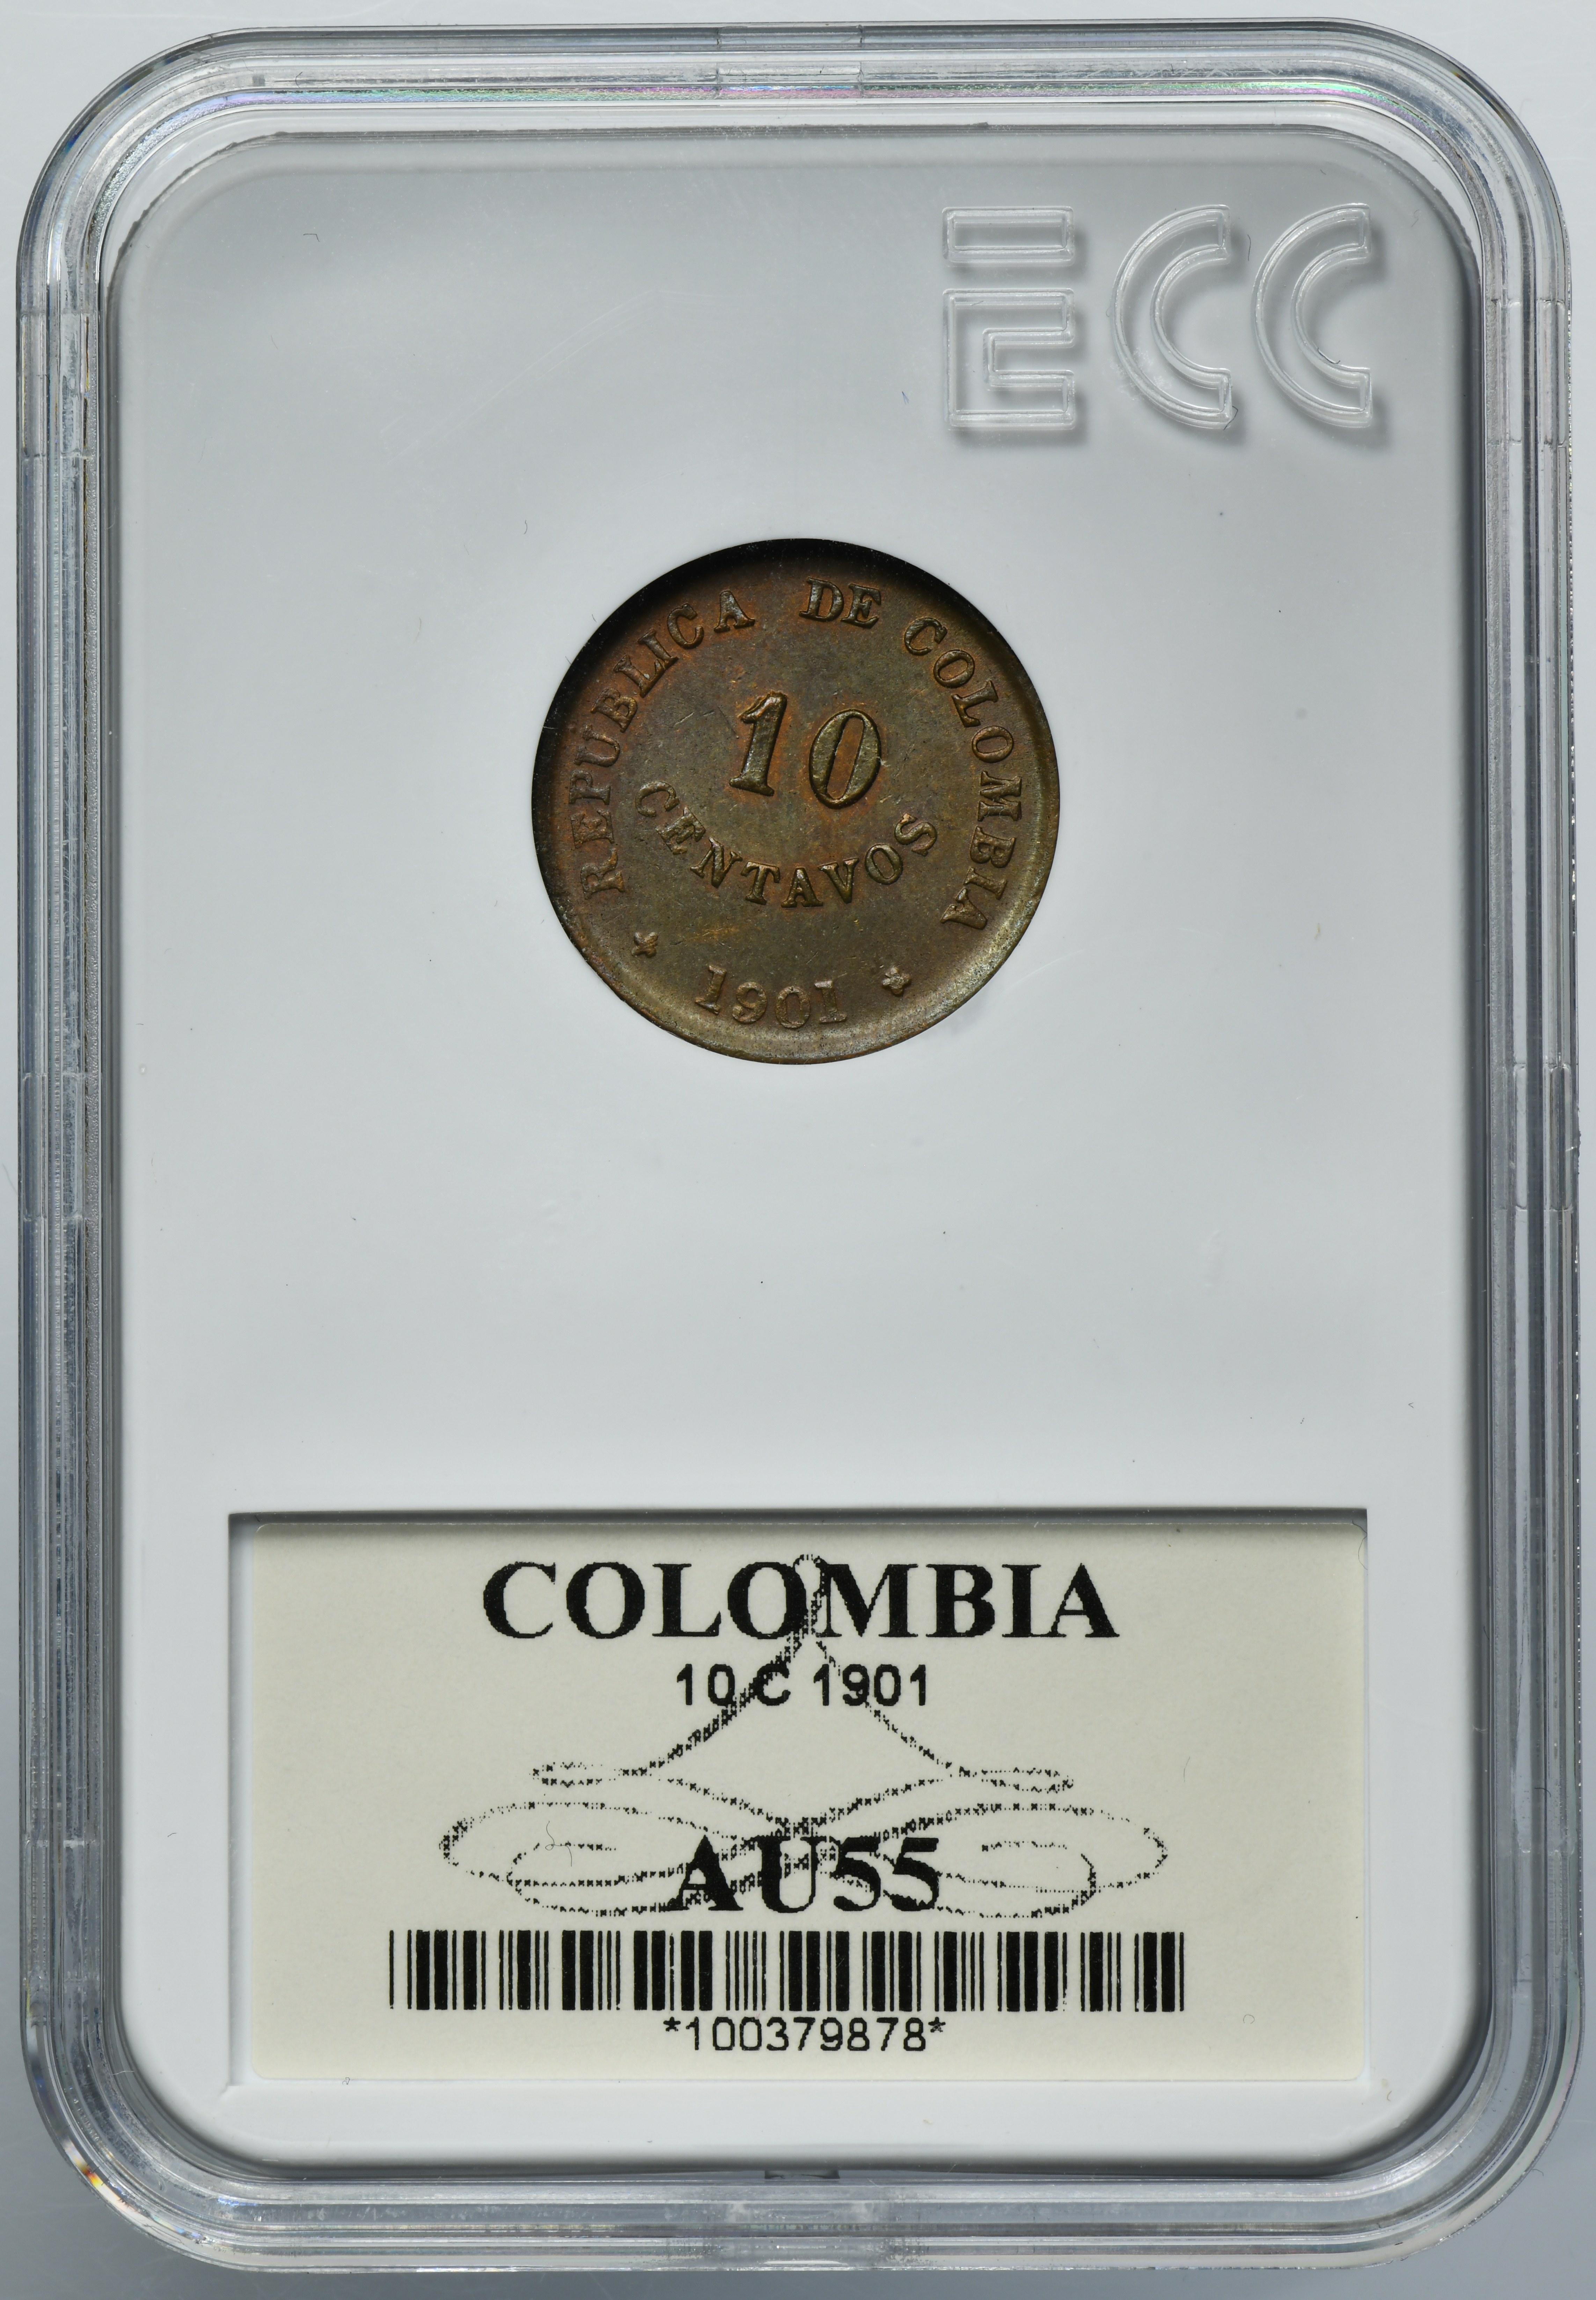 ECC
REPUBLICA DE COLOMBIA
10
CENTAVOS
* 1901 *
COLOMBIA
10 C 1901
AU55
*100379878*